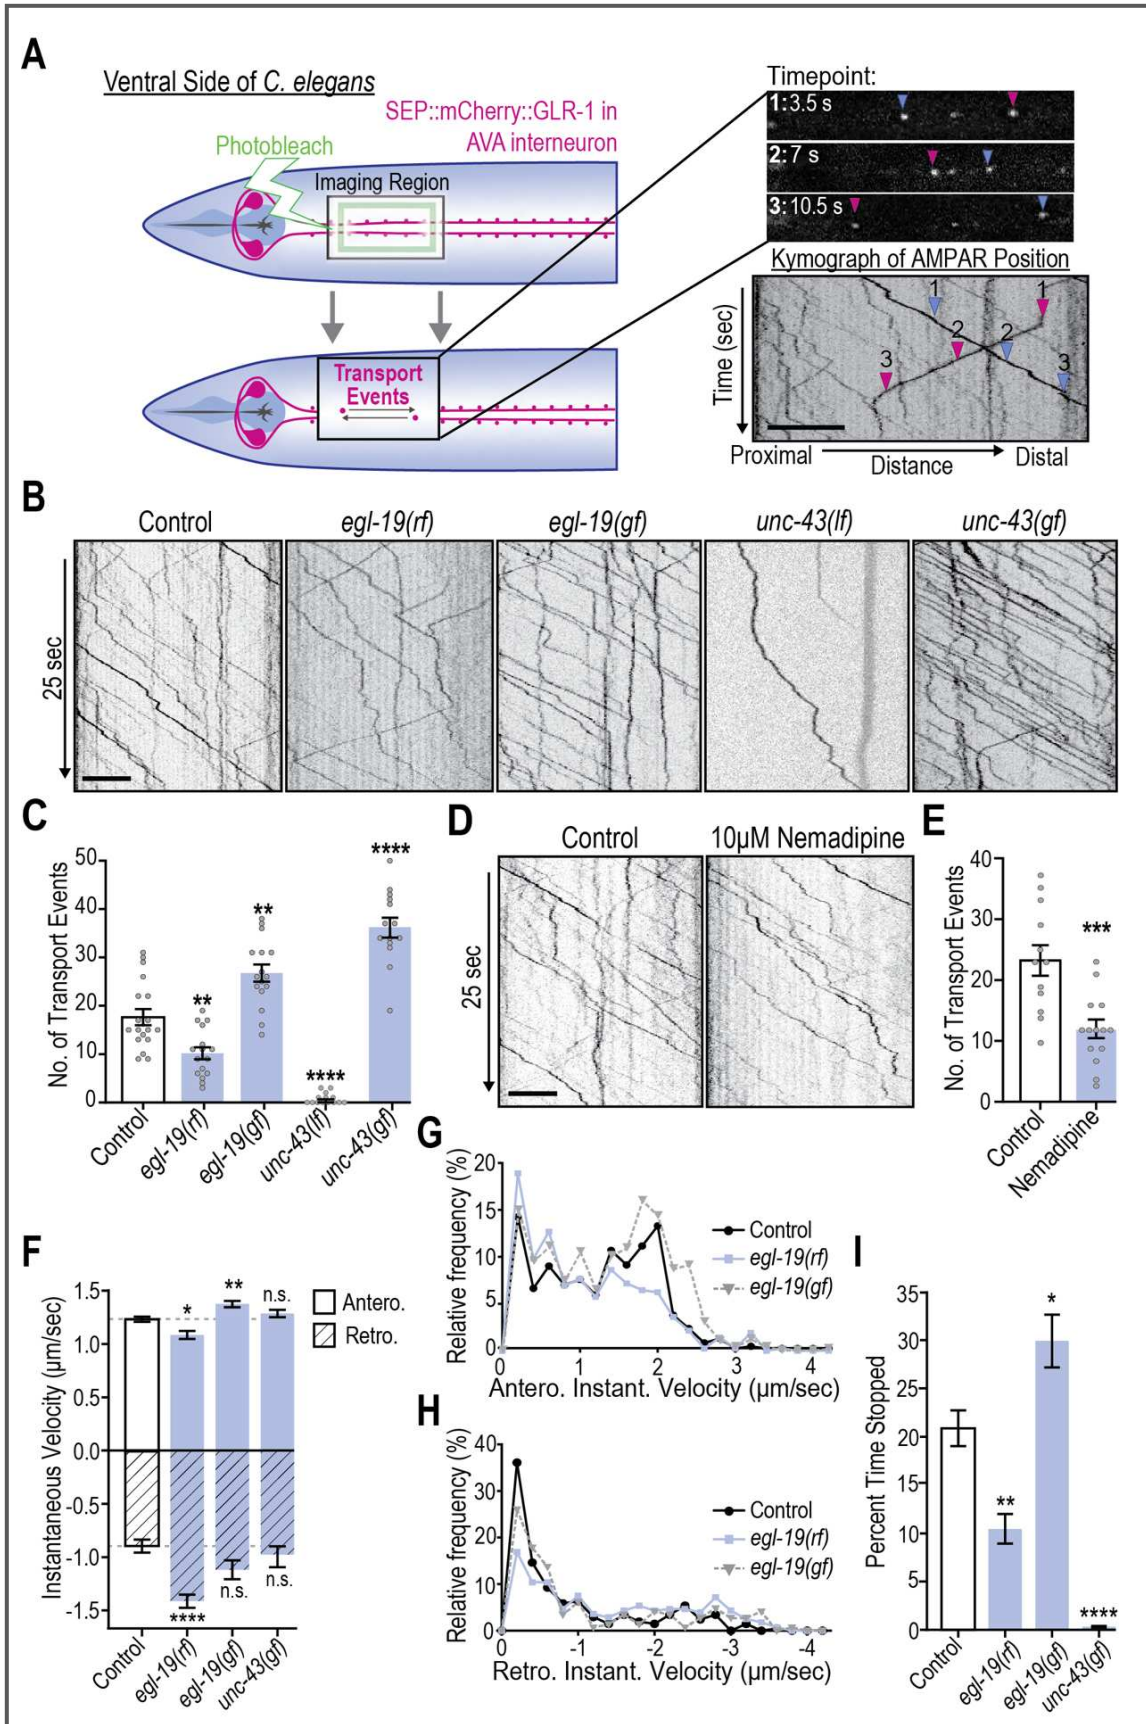 A
Ventral Side of C. elegans
SEP::mCherry::GLR-1 in
AVA interneuron
Photobleach
Imaging Region
Transport
Events
Timepoint:
1:3.5 s
2:7 s
3:10.5 s
Kymograph of AMPAR Position
1
1
2
2
3
3
Time (sec)
Proximal
Distance
Distal
B
Control
egl-19(rf)
egl-19(gf)
unc-43(lf)
unc-43(gf)
25 sec
C
No. of Transport Events
50
40
30
20
10
0
**
**
****
****
Control
egl-19(rf)
egl-19(gf)
unc-43(lf)
unc-43(gf)
D
Control
10µM Nemadipine
25 sec
E
No. of Transport Events
40
30
20
10
0
***
Control
Nemadipine
F
Instantaneous Velocity (µm/sec)
1.5
1.0
0.5
0.0
-0.5
-1.0
-1.5
*
**
n.s.
****
n.s.
n.s.
Antero.
Retro.
Control
egl-19(rf)
egl-19(gf)
unc-43(gf)
G
Relative frequency (%)
20
15
10
5
0
0
1
2
3
4
Antero. Instant. Velocity (µm/sec)
Control
egl-19(rf)
egl-19(gf)
H
Relative frequency (%)
40
30
20
10
0
0
-1
-2
-3
-4
Retro. Instant. Velocity (µm/sec)
Control
egl-19(rf)
egl-19(gf)
I
Percent Time Stopped
35
30
35
20
15
10
5
0
**
*
****
Control
egl-19(rf)
egl-19(gf)
unc-43(gf)